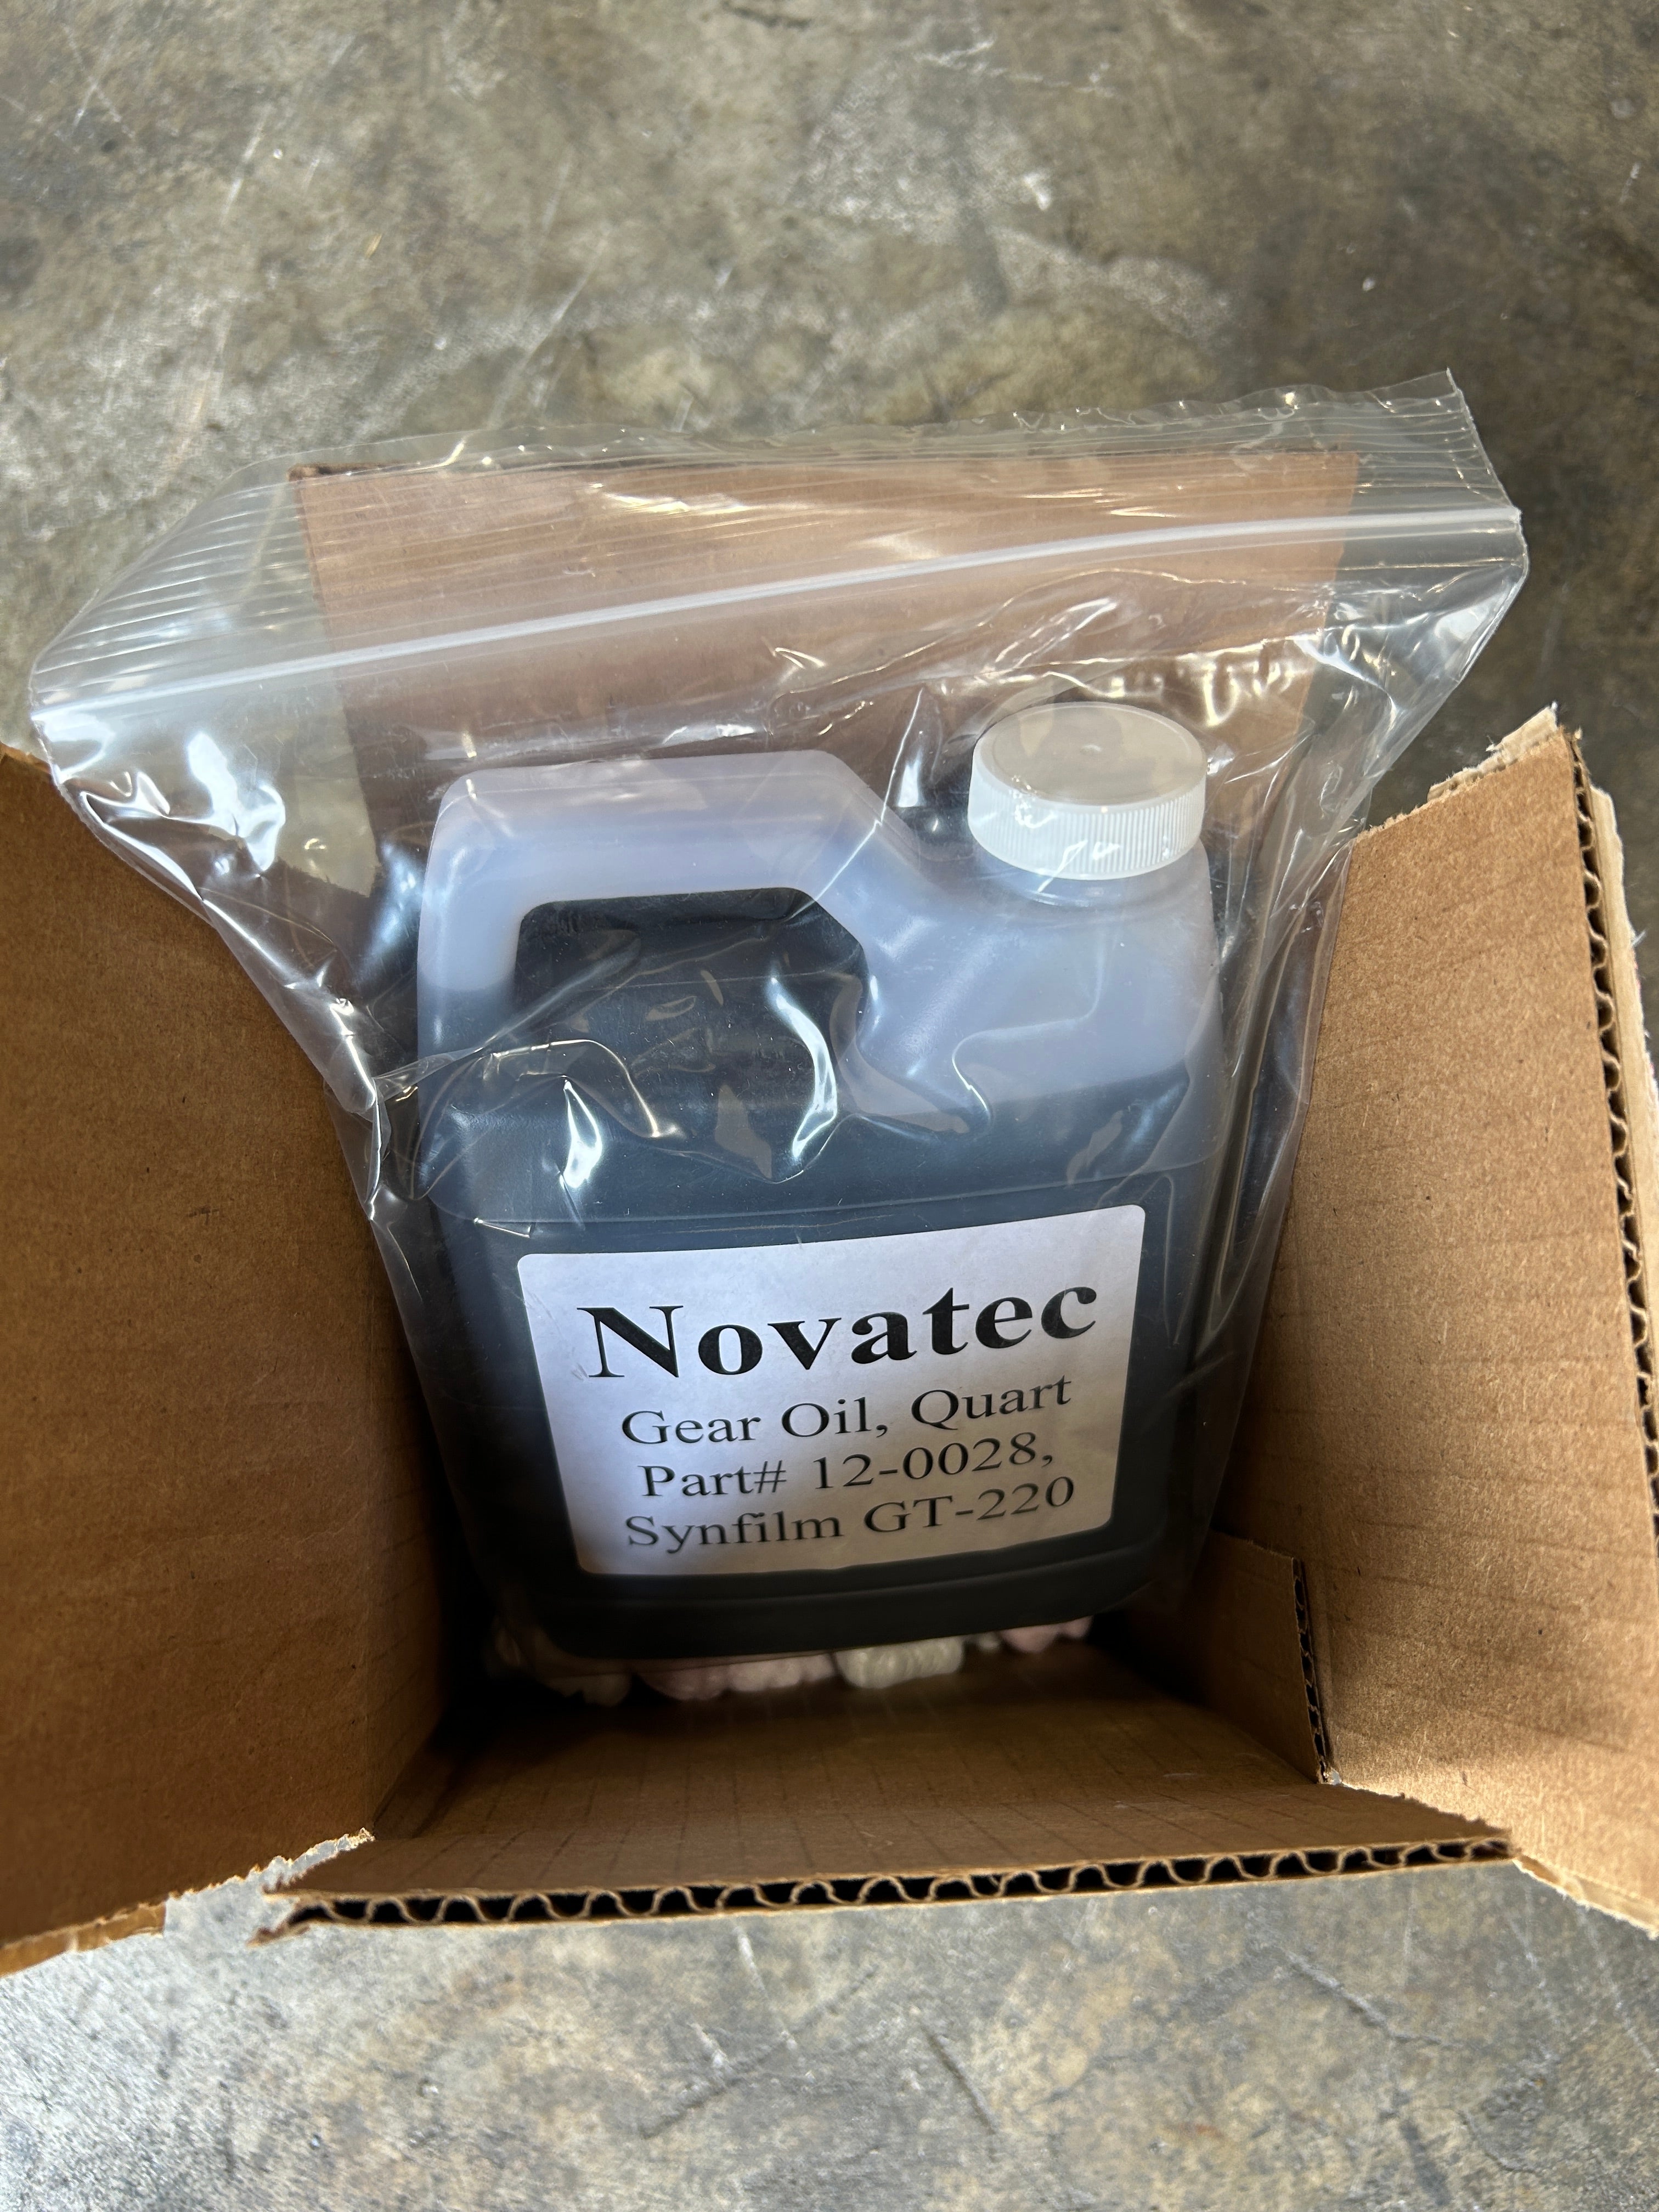 Novatec
Gear Oil, Quart
Part# 12-0028,
Synfilm GT-220